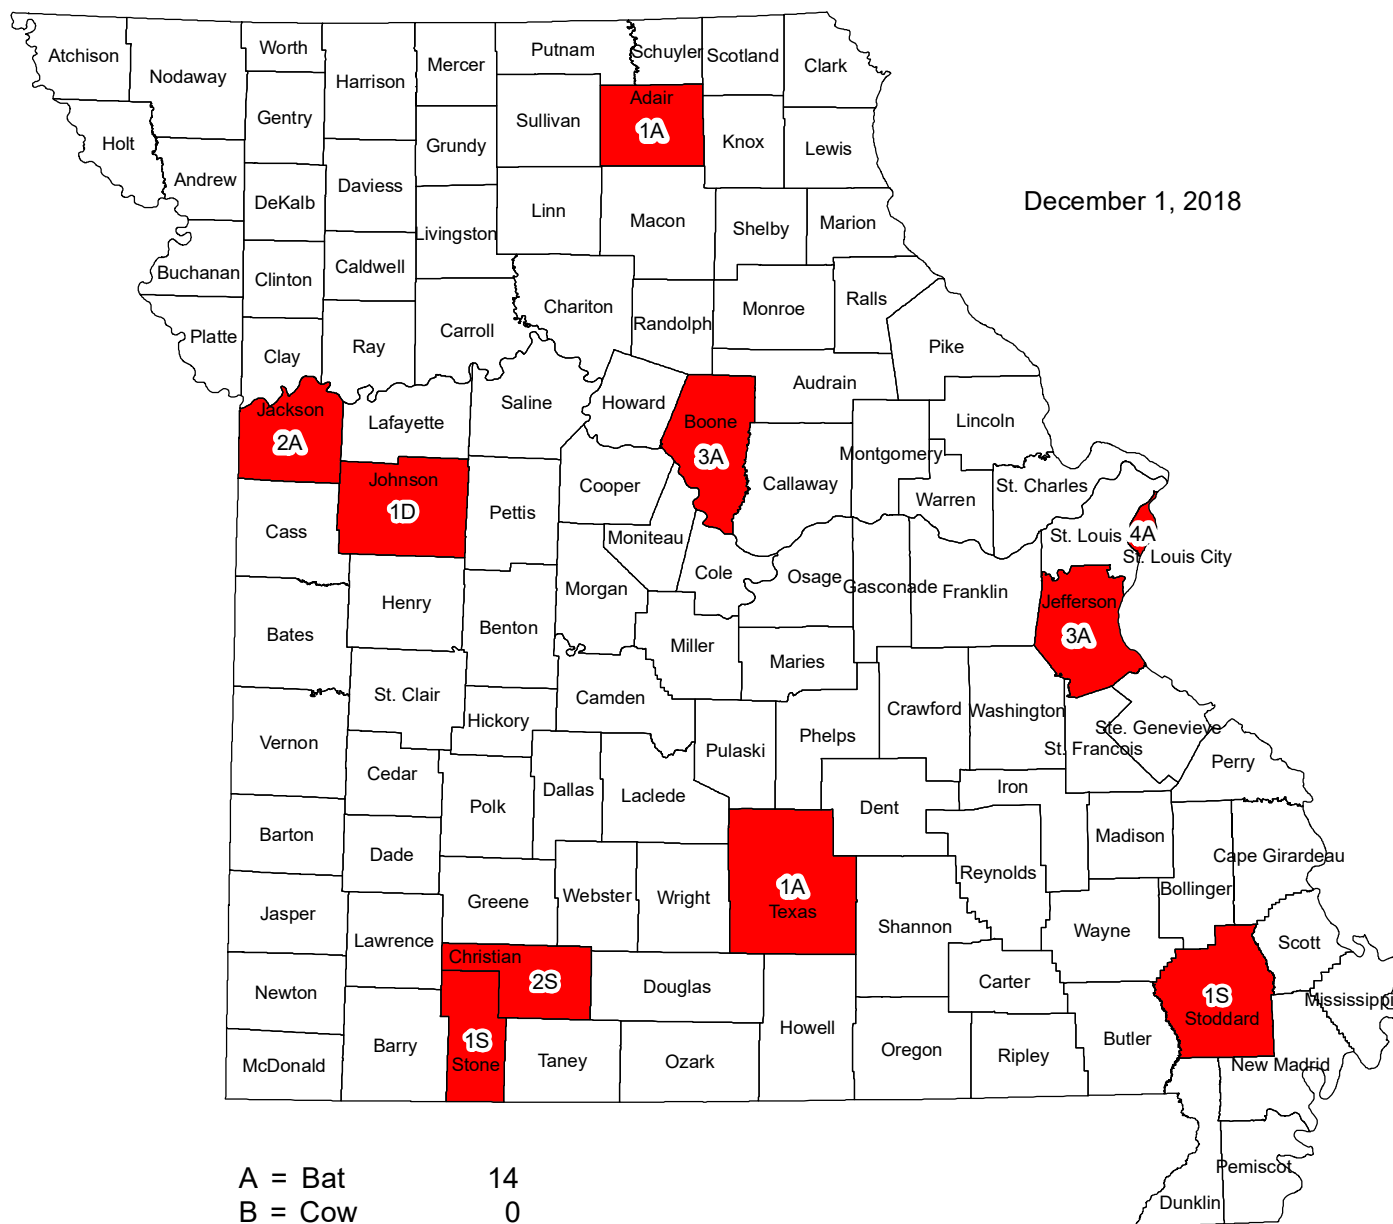 Atchison
Nodaway
Worth
Harrison
Mercer
Putnam
Schuyler
Scotland
Clark
Adair
1A
Gentry
Sullivan
Holt
Grundy
Knox
Lewis
Andrew
DeKalb
Daviess
Linn
Macon
Shelby
Marion
December 1, 2018
Livingston
Buchanan
Clinton
Caldwell
Chariton
Randolph
Monroe
Ralls
Platte
Clay
Ray
Carroll
Pike
Audrain
Jackson
2A
Lafayette
Saline
Howard
Boone
3A
Lincoln
Montgomery
Johnson
1D
Pettis
Cooper
Callaway
Warren
St. Charles
Cass
Moniteau
St. Louis
4A
St. Louis City
Cole
Osage
Gasconade
Franklin
Morgan
Henry
Benton
Jefferson
3A
Bates
Miller
Maries
St. Clair
Camden
Hickory
Crawford
Washington
Ste. Genevieve
St. Francois
Vernon
Pulaski
Phelps
Perry
Cedar
Polk
Dallas
Laclede
Iron
Dent
Barton
Dade
Madison
Cape Girardeau
Reynolds
Bollinger
1A
Texas
Webster
Wright
Greene
Jasper
Shannon
Lawrence
Wayne
Scott
Christian
2S
Newton
Douglas
Carter
1S
Stoddard
Mississippi
Howell
Barry
1S
Stone
Taney
Ozark
Oregon
Ripley
Butler
McDonald
New Madrid
Pemiscot
Dunklin
A = Bat 14
B = Cow 0